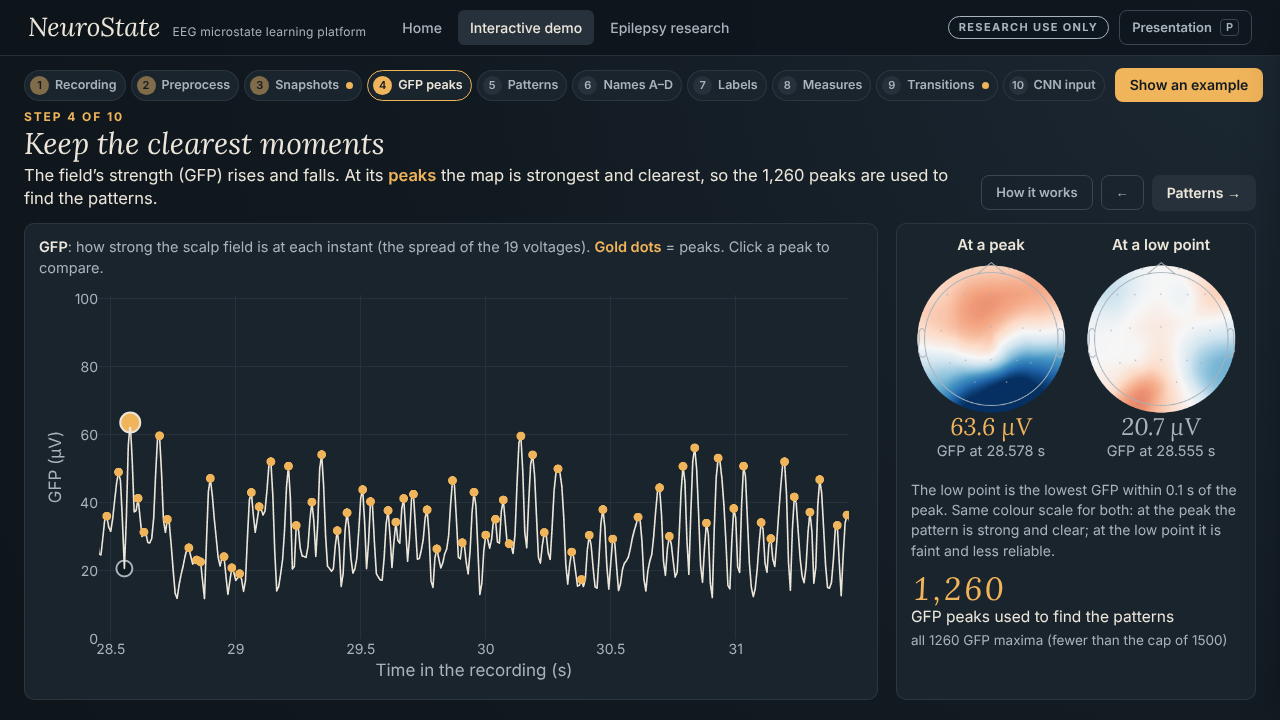 NeuroState EEG microstate learning platform Home Interactive demo Epilepsy research RESEARCH USE ONLY Presentation P
1 Recording 2 Preprocess 3 Snapshots 4 GFP peaks 5 Patterns 6 Names A–D 7 Labels 8 Measures 9 Transitions 10 CNN input Show an example
STEP 4 OF 10
Keep the clearest moments
The field’s strength (GFP) rises and falls. At its peaks the map is strongest and clearest, so the 1,260 peaks are used to
find the patterns.
How it works ← Patterns →
GFP: how strong the scalp field is at each instant (the spread of the 19 voltages). Gold dots = peaks. Click a peak to
compare.
100
80
60
40
20
0
GFP (μV)
28.5 29 29.5 30 30.5 31
Time in the recording (s)
At a peak At a low point
63.6 μV 20.7 μV
GFP at 28.578 s GFP at 28.555 s
The low point is the lowest GFP within 0.1 s of the
peak. Same colour scale for both: at the peak the
pattern is strong and clear; at the low point it is
faint and less reliable.
1,260
GFP peaks used to find the patterns
all 1260 GFP maxima (fewer than the cap of 1500)